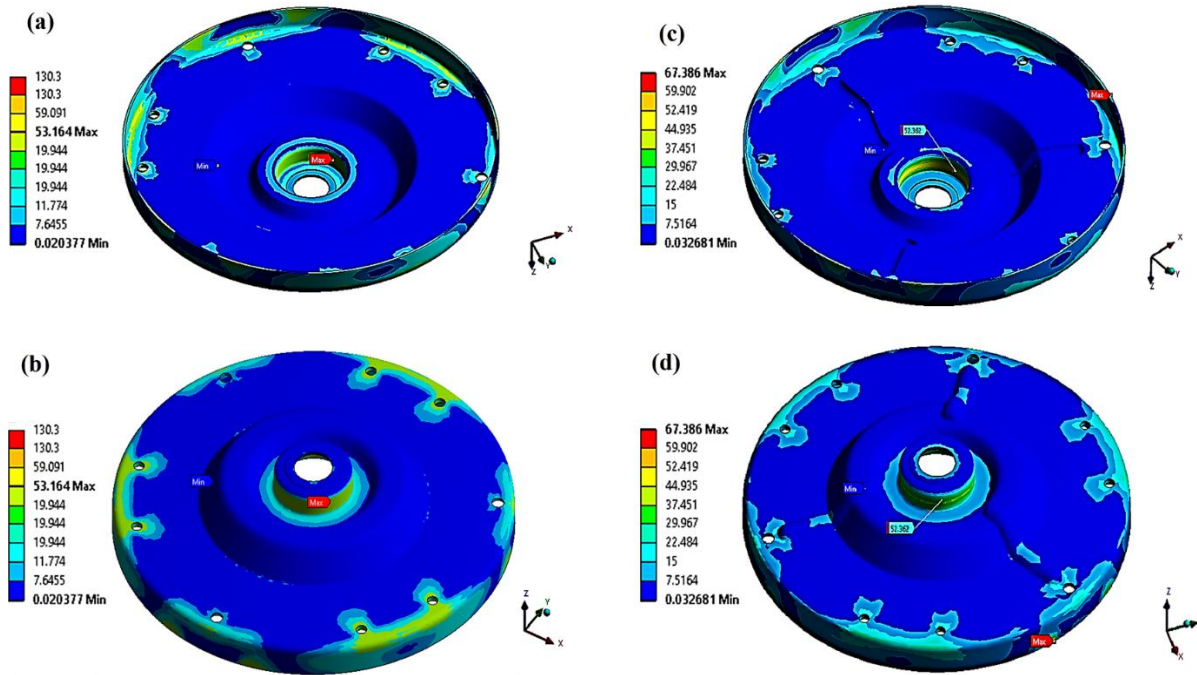 (a)
130.3
130.3
59.091
53.164 Max
19.944
19.944
19.944
11.774
7.6455
0.020377 Min
Min
Max
X
Y
Z
(c)
67.386 Max
59.902
52.419
44.935
37.451
29.967
22.484
15
7.5164
0.032681 Min
Max
52.362
Min
X
Y
Z
(b)
130.3
130.3
59.091
53.164 Max
19.944
19.944
19.944
11.774
7.6455
0.020377 Min
Min
Max
Z
Y
X
(d)
67.386 Max
59.902
52.419
44.935
37.451
29.967
22.484
15
7.5164
0.032681 Min
Min
52.362
Max
Z
X